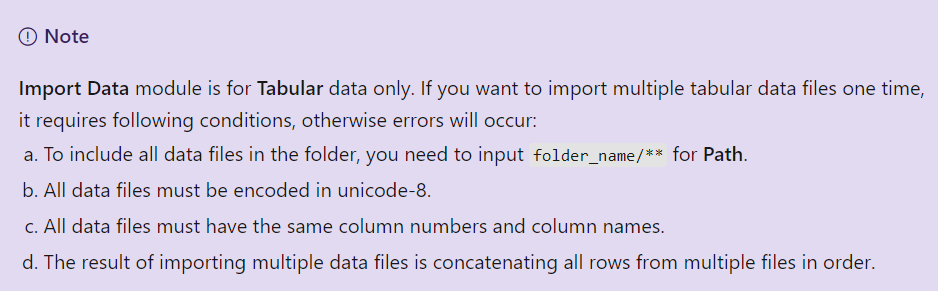 Note
Import Data module is for Tabular data only. If you want to import multiple tabular data files one time,
it requires following conditions, otherwise errors will occur:
a. To include all data files in the folder, you need to input folder_name/** for Path.
b. All data files must be encoded in unicode-8.
c. All data files must have the same column numbers and column names.
d. The result of importing multiple data files is concatenating all rows from multiple files in order.